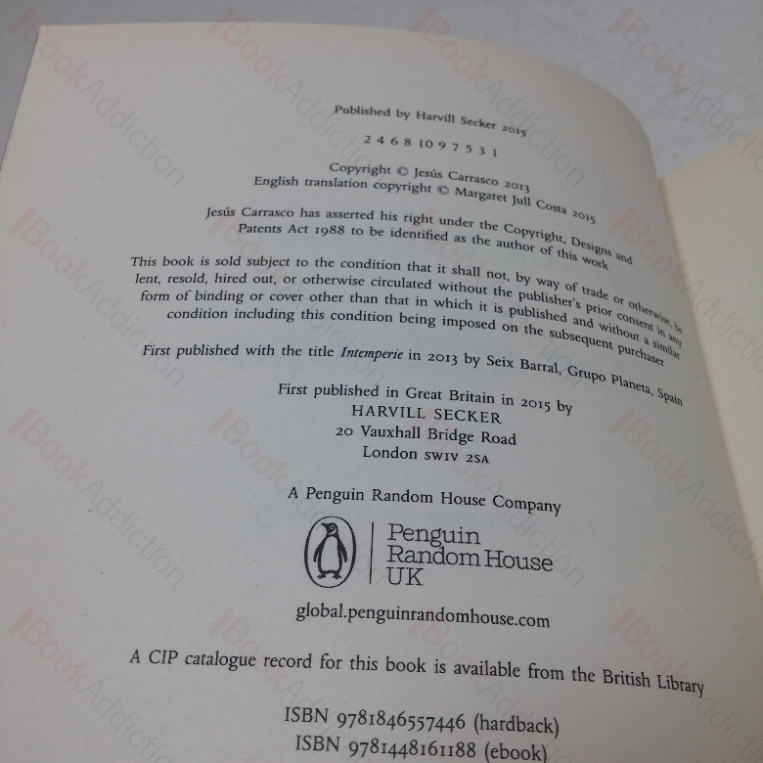 Published by Harvill Secker 2015
2 4 6 8 10 9 7 5 3 1
Copyright © Jesús Carrasco 2013
English translation copyright © Margaret Jull Costa 2015
Jesús Carrasco has asserted his right under the Copyright, Designs and
Patents Act 1988 to be identified as the author of this work
This book is sold subject to the condition that it shall not, by way of trade or otherwise, be
lent, resold, hired out, or otherwise circulated without the publisher's prior consent in any
form of binding or cover other than that in which it is published and without a similar
condition including this condition being imposed on the subsequent purchaser
First published with the title Intemperie in 2013 by Seix Barral, Grupo Planeta, Spain
First published in Great Britain in 2015 by
HARVILL SECKER
20 Vauxhall Bridge Road
London SW1V 2SA
A Penguin Random House Company
Penguin
Random House
UK
global.penguinrandomhouse.com
A CIP catalogue record for this book is available from the British Library
ISBN 9781846557446 (hardback)
ISBN 9781448161188 (ebook)
BookAddiction